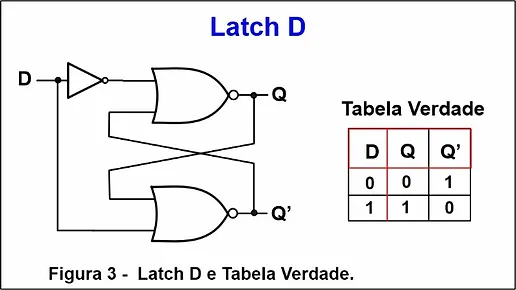 Latch D
D
Q
Q'
Tabela Verdade
D Q Q'
0 0 1
1 1 0
Figura 3 - Latch D e Tabela Verdade.